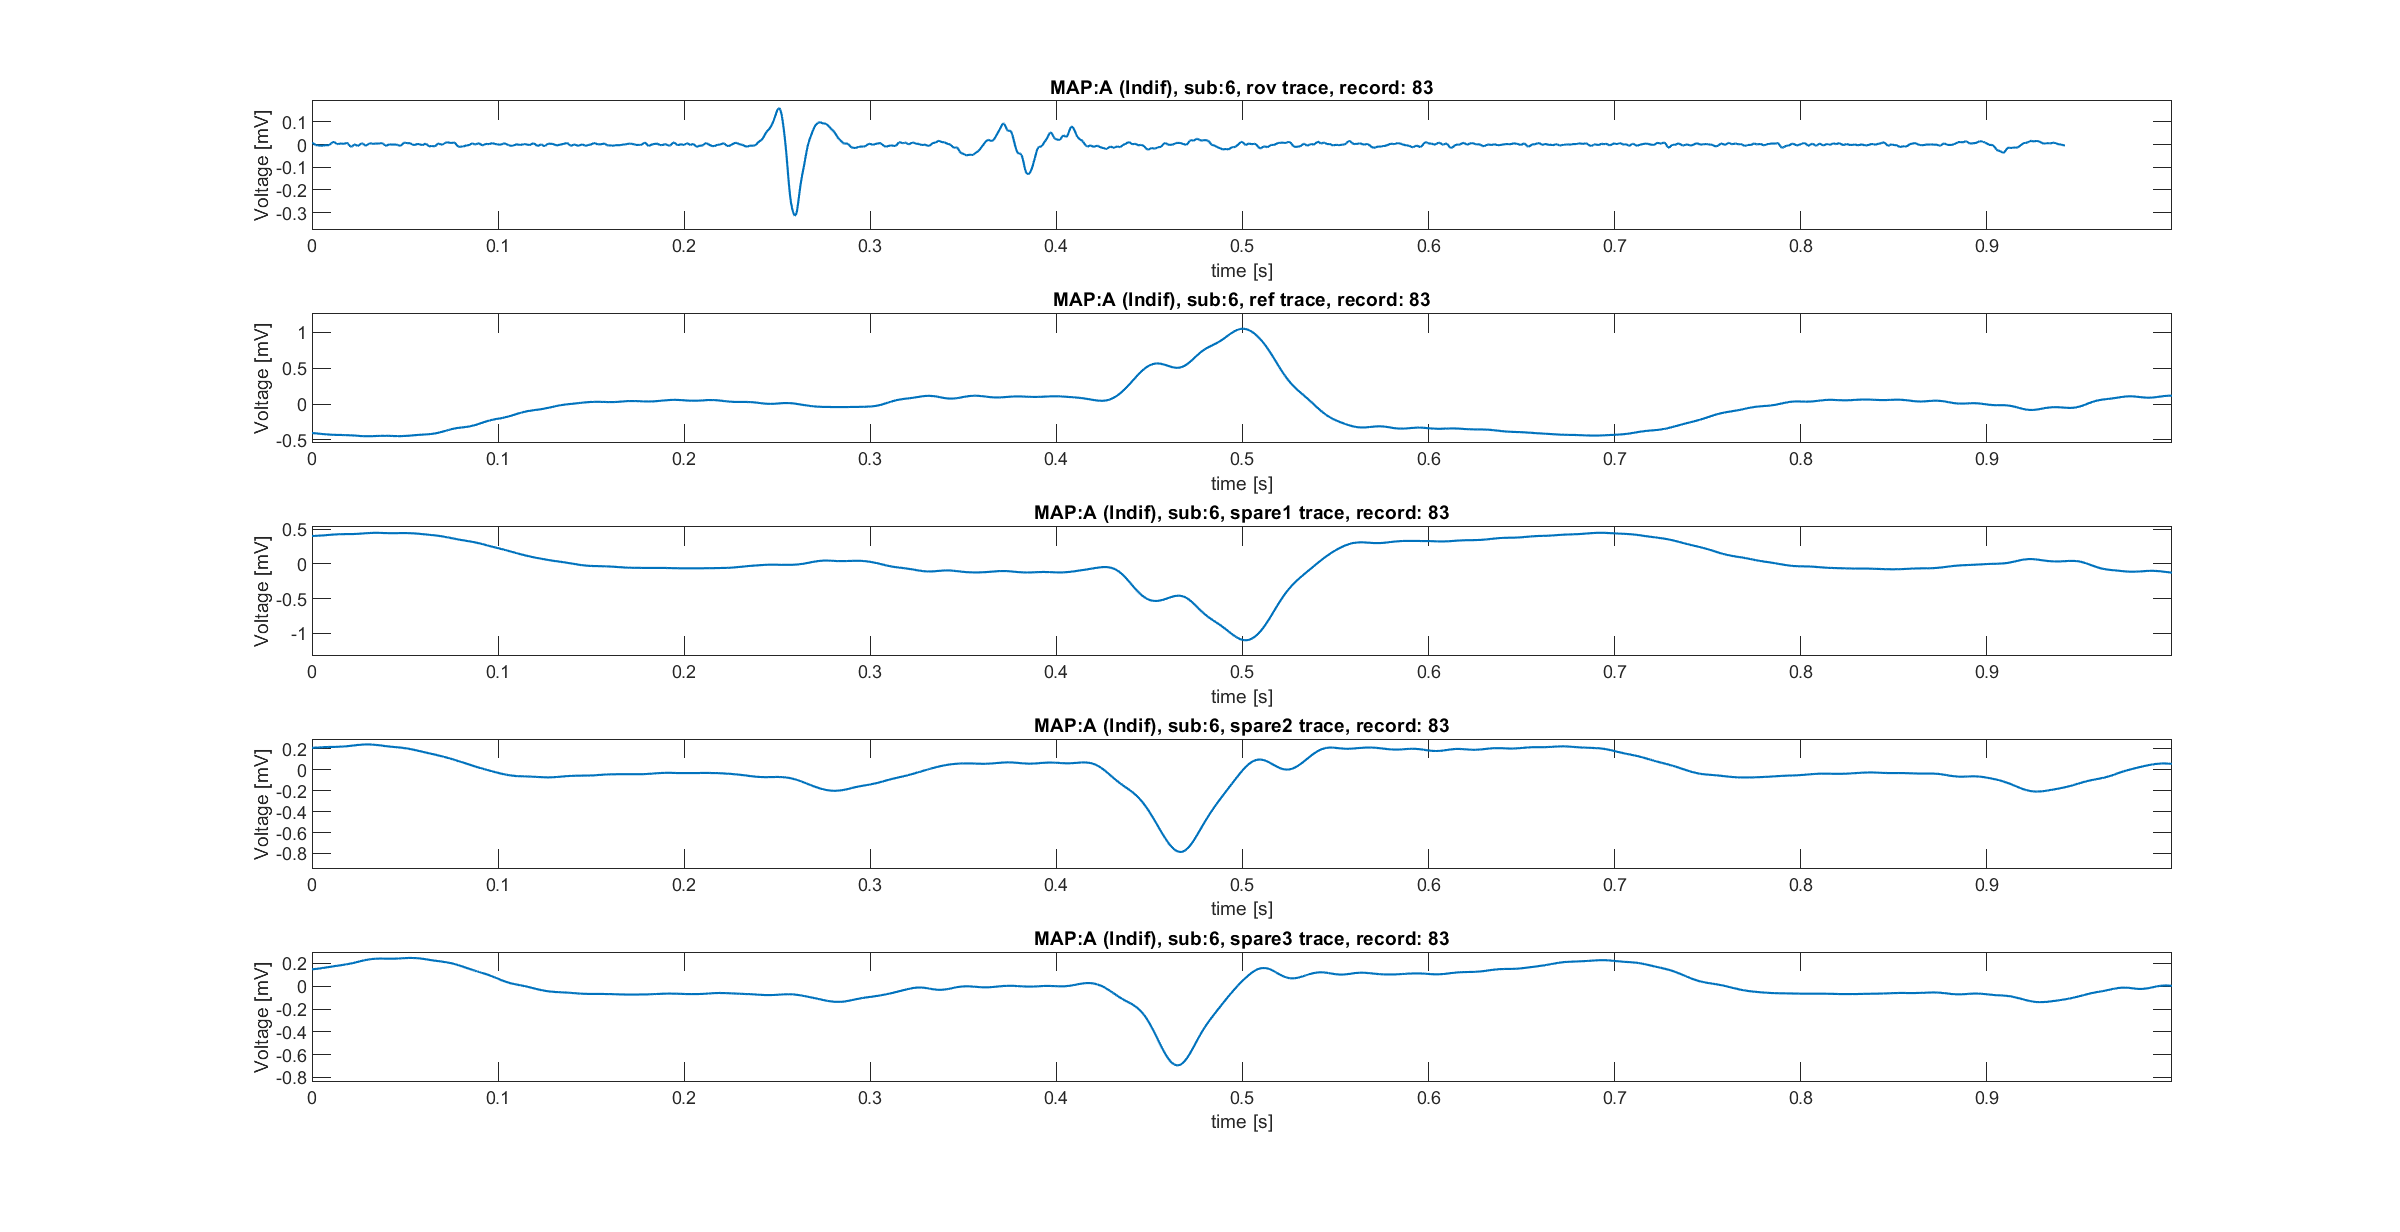 MAP:A (Indif), sub:6, rov trace, record: 83
Voltage [mV]
0.1
0
-0.1
-0.2
-0.3
0 0.1 0.2 0.3 0.4 0.5 0.6 0.7 0.8 0.9
time [s]
MAP:A (Indif), sub:6, ref trace, record: 83
Voltage [mV]
1
0.5
0
-0.5
0 0.1 0.2 0.3 0.4 0.5 0.6 0.7 0.8 0.9
time [s]
MAP:A (Indif), sub:6, spare1 trace, record: 83
Voltage [mV]
0.5
0
-0.5
-1
0 0.1 0.2 0.3 0.4 0.5 0.6 0.7 0.8 0.9
time [s]
MAP:A (Indif), sub:6, spare2 trace, record: 83
Voltage [mV]
0.2
0
-0.2
-0.4
-0.6
-0.8
0 0.1 0.2 0.3 0.4 0.5 0.6 0.7 0.8 0.9
time [s]
MAP:A (Indif), sub:6, spare3 trace, record: 83
Voltage [mV]
0.2
0
-0.2
-0.4
-0.6
-0.8
0 0.1 0.2 0.3 0.4 0.5 0.6 0.7 0.8 0.9
time [s]